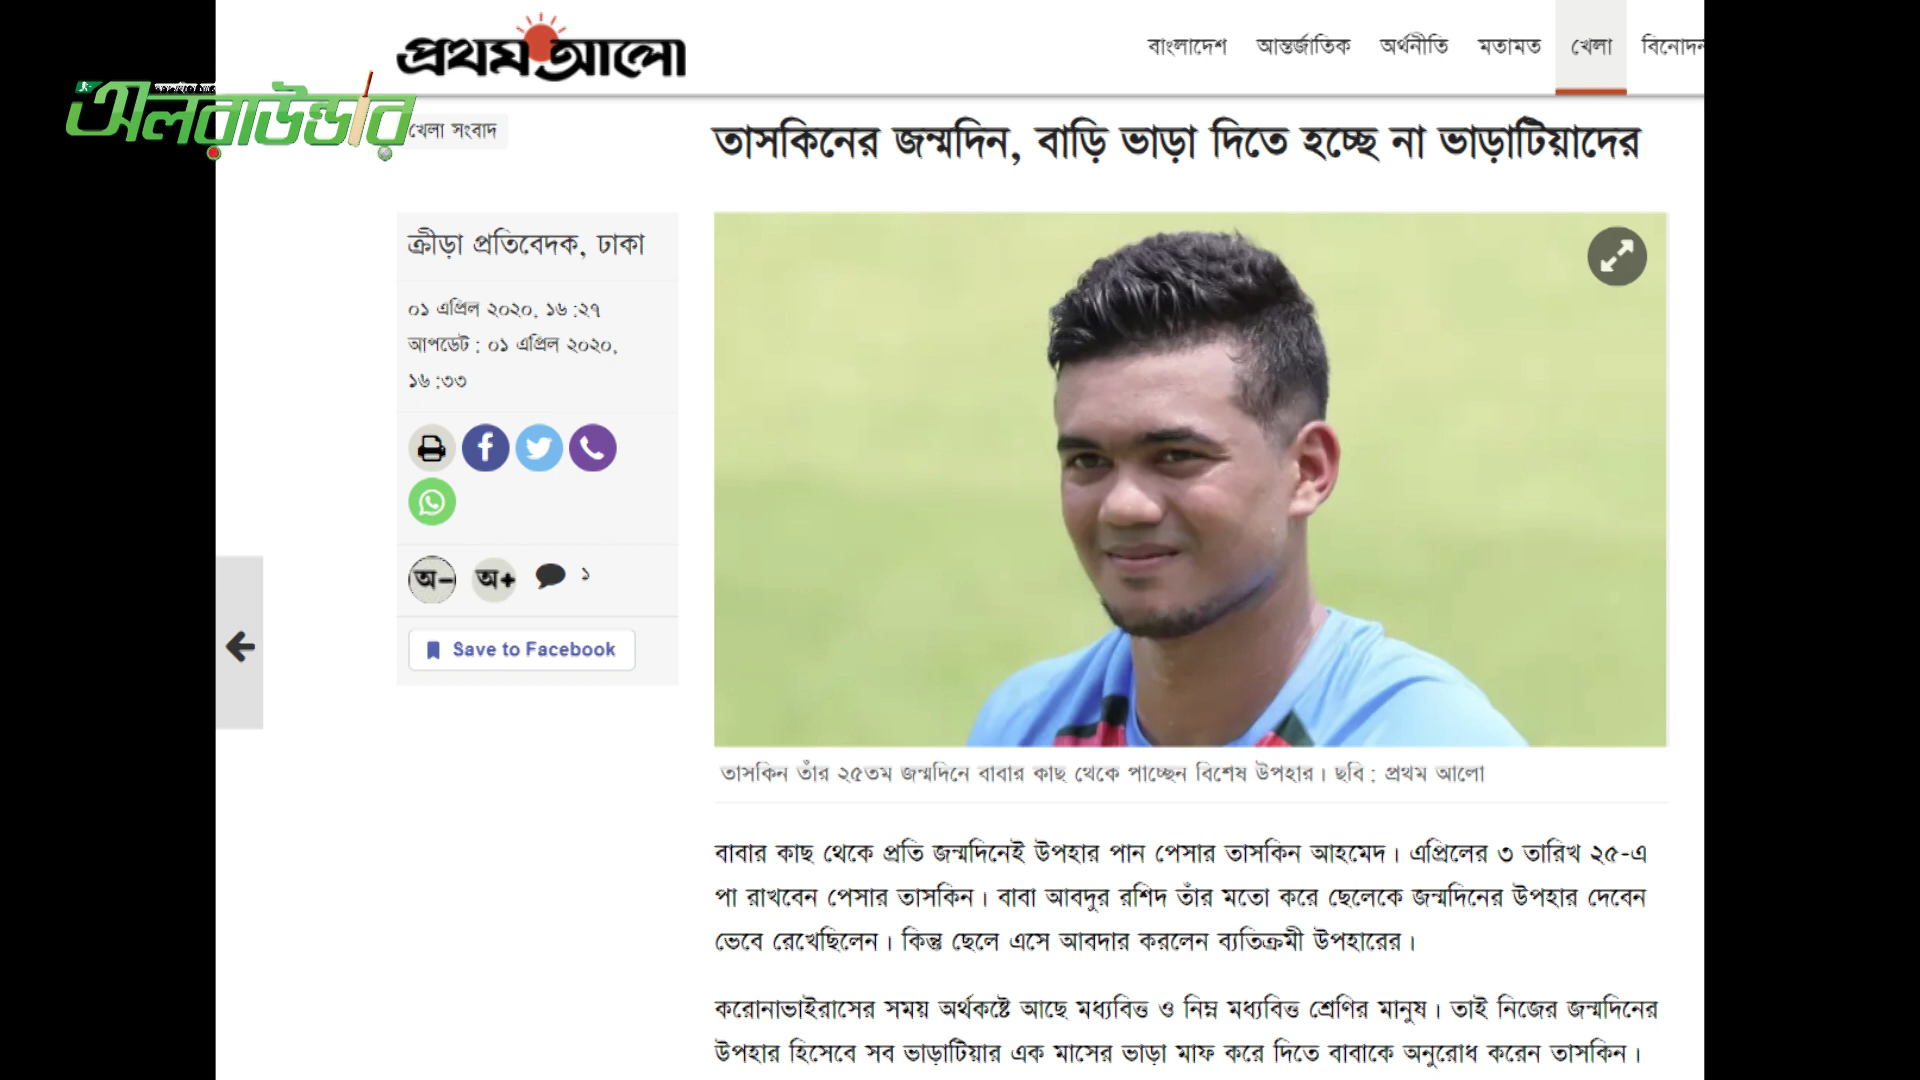 প্রথম আলো
বাংলাদেশ আন্তর্জাতিক অর্থনীতি মতামত খেলা বিনোদন
অলরাউন্ডার
খেলা সংবাদ
তাসকিনের জন্মদিন, বাড়ি ভাড়া দিতে হচ্ছে না ভাড়াটিয়াদের
ক্রীড়া প্রতিবেদক, ঢাকা
০১ এপ্রিল ২০২০, ১৬:২৭
আপডেট: ০১ এপ্রিল ২০২০,
১৬:৩৩
অ- অ+ ১
Save to Facebook
তাসকিন তাঁর ২৫তম জন্মদিনে বাবার কাছ থেকে পাচ্ছেন বিশেষ উপহার। ছবি: প্রথম আলো
বাবার কাছ থেকে প্রতি জন্মদিনেই উপহার পান পেসার তাসকিন আহমেদ। এপ্রিলের ৩ তারিখ ২৫-এ
পা রাখবেন পেসার তাসকিন। বাবা আবদুর রশিদ তাঁর মতো করে ছেলেকে জন্মদিনের উপহার দেবেন
ভেবে রেখেছিলেন। কিন্তু ছেলে এসে আবদার করলেন ব্যতিক্রমী উপহারের।
করোনাভাইরাসের সময় অর্থকষ্টে আছে মধ্যবিত্ত ও নিম্ন মধ্যবিত্ত শ্রেণির মানুষ। তাই নিজের জন্মদিনের
উপহার হিসেবে সব ভাড়াটিয়ার এক মাসের ভাড়া মাফ করে দিতে বাবাকে অনুরোধ করেন তাসকিন।